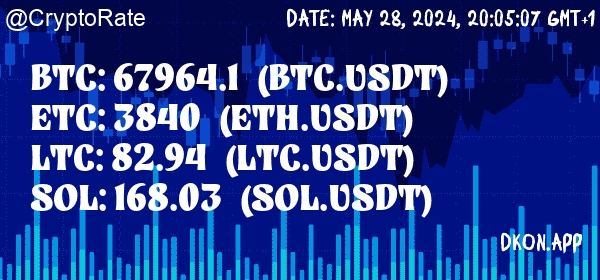 @CryptoRate
DATE: MAY 28, 2024, 20:05:07 GMT+1
BTC: 67964.1 (BTC.USDT)
ETC: 3840 (ETH.USDT)
LTC: 82.94 (LTC.USDT)
SOL: 168.03 (SOL.USDT)
DKON.APP